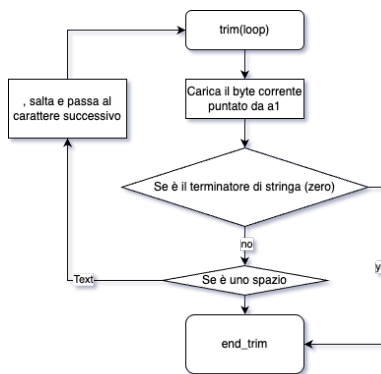 trim(loop)
Carica il byte corrente
puntato da a1
, salta e passa al
carattere successivo
Se è il terminatore di stringa (zero)
no
y
Text
Se è uno spazio
end_trim